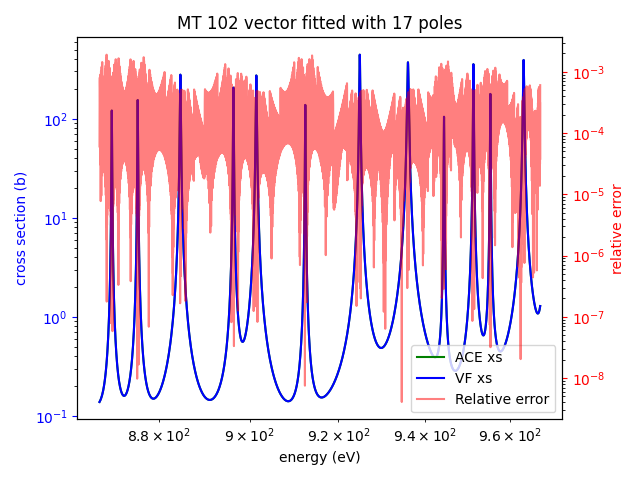 MT 102 vector fitted with 17 poles
cross section (b)
10²
10¹
10⁰
10⁻¹
10⁻³
10⁻⁴
10⁻⁵
10⁻⁶
10⁻⁷
10⁻⁸
relative error
ACE xs
VF xs
Relative error
8.8 × 10² 9 × 10² 9.2 × 10² 9.4 × 10² 9.6 × 10²
energy (eV)